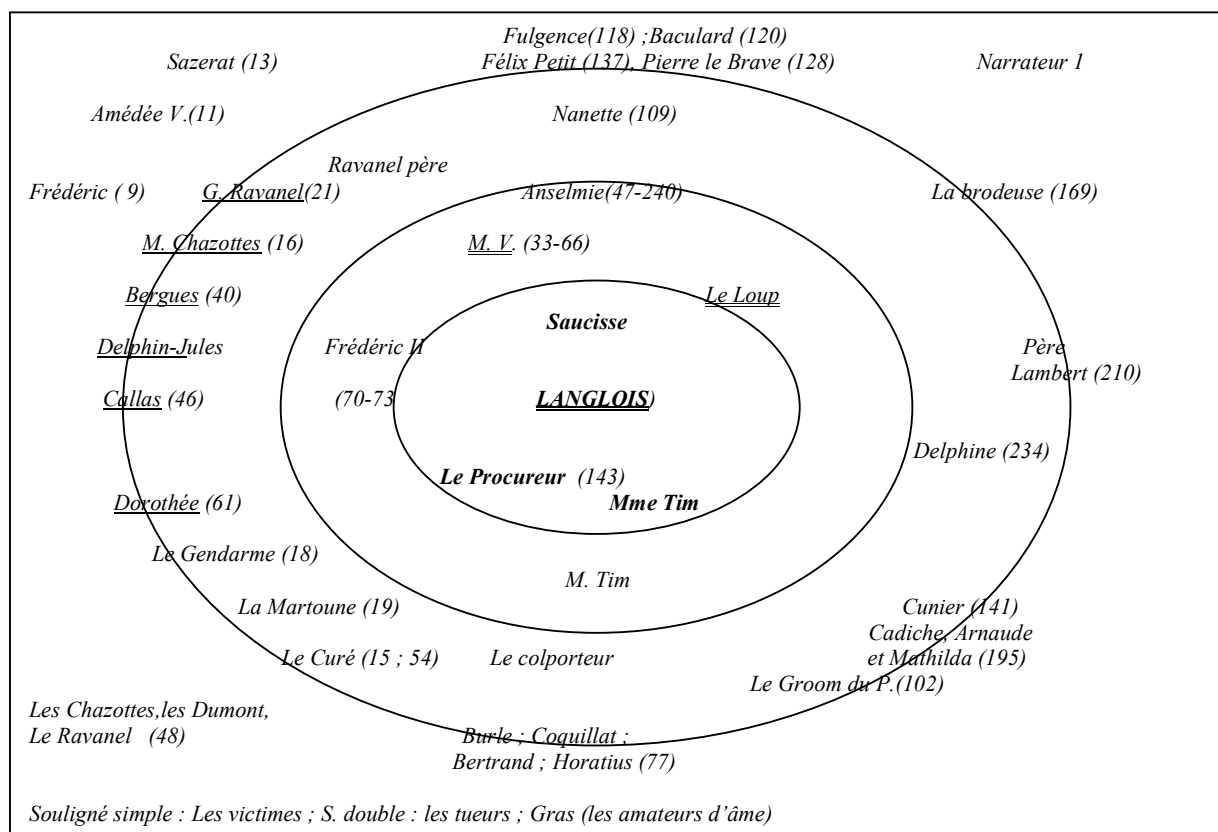 Fulgence(118) ;Baculard (120)
Sazerat (13) Félix Petit (137), Pierre le Brave (128) Narrateur 1
Amédée V.(11) Nanette (109)
Ravanel père
Frédéric ( 9) G. Ravanel(21) Anselmie(47-240) La brodeuse (169)
M. Chazottes (16) M. V. (33-66)
Bergues (40) Le Loup
Saucisse
Delphin-Jules Frédéric II Père
Lambert (210)
Callas (46) (70-73 LANGLOIS)
Delphine (234)
Le Procureur (143)
Dorothée (61) Mme Tim
Le Gendarme (18)
M. Tim
La Martoune (19) Cunier (141)
Cadiche, Arnaude
Le Curé (15 ; 54) Le colporteur et Mathilda (195)
Le Groom du P.(102)
Les Chazottes,les Dumont,
Le Ravanel (48) Burle ; Coquillat ;
Bertrand ; Horatius (77)
Souligné simple : Les victimes ; S. double : les tueurs ; Gras (les amateurs d'âme)